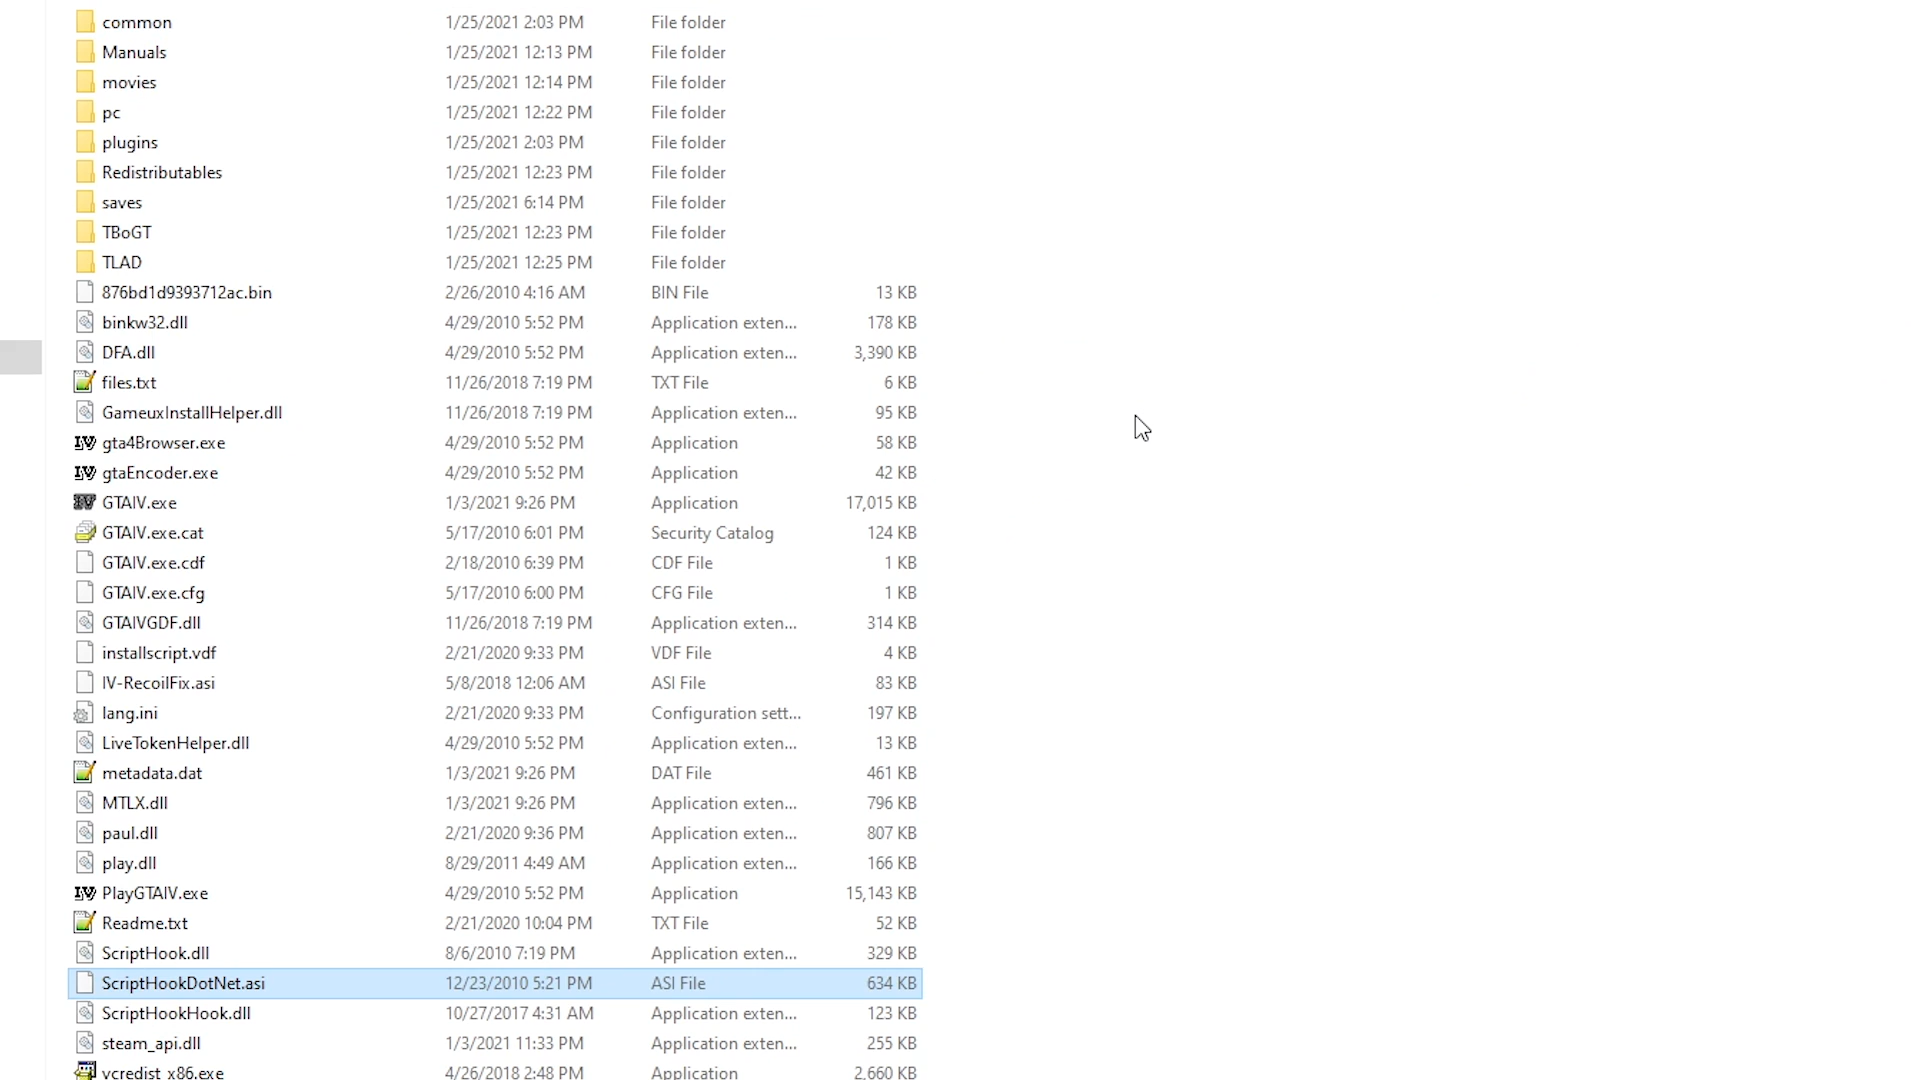 common 1/25/2021 2:03 PM File folder
Manuals 1/25/2021 12:13 PM File folder
movies 1/25/2021 12:14 PM File folder
pc 1/25/2021 12:22 PM File folder
plugins 1/25/2021 2:03 PM File folder
Redistributables 1/25/2021 12:23 PM File folder
saves 1/25/2021 6:14 PM File folder
TBoGT 1/25/2021 12:23 PM File folder
TLAD 1/25/2021 12:25 PM File folder
876bd1d9393712ac.bin 2/26/2010 4:16 AM BIN File 13 KB
binkw32.dll 4/29/2010 5:52 PM Application exten... 178 KB
DFA.dll 4/29/2010 5:52 PM Application exten... 3,390 KB
files.txt 11/26/2018 7:19 PM TXT File 6 KB
GameuxInstallHelper.dll 11/26/2018 7:19 PM Application exten... 95 KB
gta4Browser.exe 4/29/2010 5:52 PM Application 58 KB
gtaEncoder.exe 4/29/2010 5:52 PM Application 42 KB
GTAIV.exe 1/3/2021 9:26 PM Application 17,015 KB
GTAIV.exe.cat 5/17/2010 6:01 PM Security Catalog 124 KB
GTAIV.exe.cdf 2/18/2010 6:39 PM CDF File 1 KB
GTAIV.exe.cfg 5/17/2010 6:00 PM CFG File 1 KB
GTAIVGDF.dll 11/26/2018 7:19 PM Application exten... 314 KB
installscript.vdf 2/21/2020 9:33 PM VDF File 4 KB
IV-RecoilFix.asi 5/8/2018 12:06 AM ASI File 83 KB
lang.ini 2/21/2020 9:33 PM Configuration sett... 197 KB
LiveTokenHelper.dll 4/29/2010 5:52 PM Application exten... 13 KB
metadata.dat 1/3/2021 9:26 PM DAT File 461 KB
MTLX.dll 1/3/2021 9:26 PM Application exten... 796 KB
paul.dll 2/21/2020 9:36 PM Application exten... 807 KB
play.dll 8/29/2011 4:49 AM Application exten... 166 KB
PlayGTAIV.exe 4/29/2010 5:52 PM Application 15,143 KB
Readme.txt 2/21/2020 10:04 PM TXT File 52 KB
ScriptHook.dll 8/6/2010 7:19 PM Application exten... 329 KB
ScriptHookDotNet.asi 12/23/2010 5:21 PM ASI File 634 KB
ScriptHookHook.dll 10/27/2017 4:31 AM Application exten... 123 KB
steam_api.dll 1/3/2021 11:33 PM Application exten... 255 KB
vcredist_x86.exe 4/26/2018 2:48 PM Application 2,660 KB